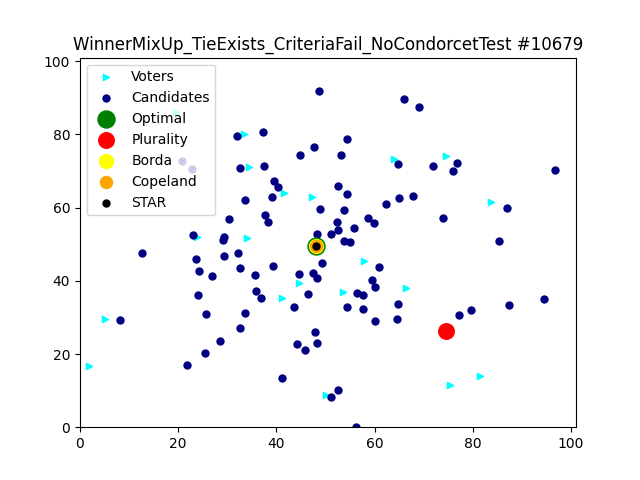 WinnerMixUp_TieExists_CriteriaFail_NoCondorcetTest #10679
Voters
Candidates
Optimal
Plurality
Borda
Copeland
STAR
100
80
60
40
20
0
0 20 40 60 80 100